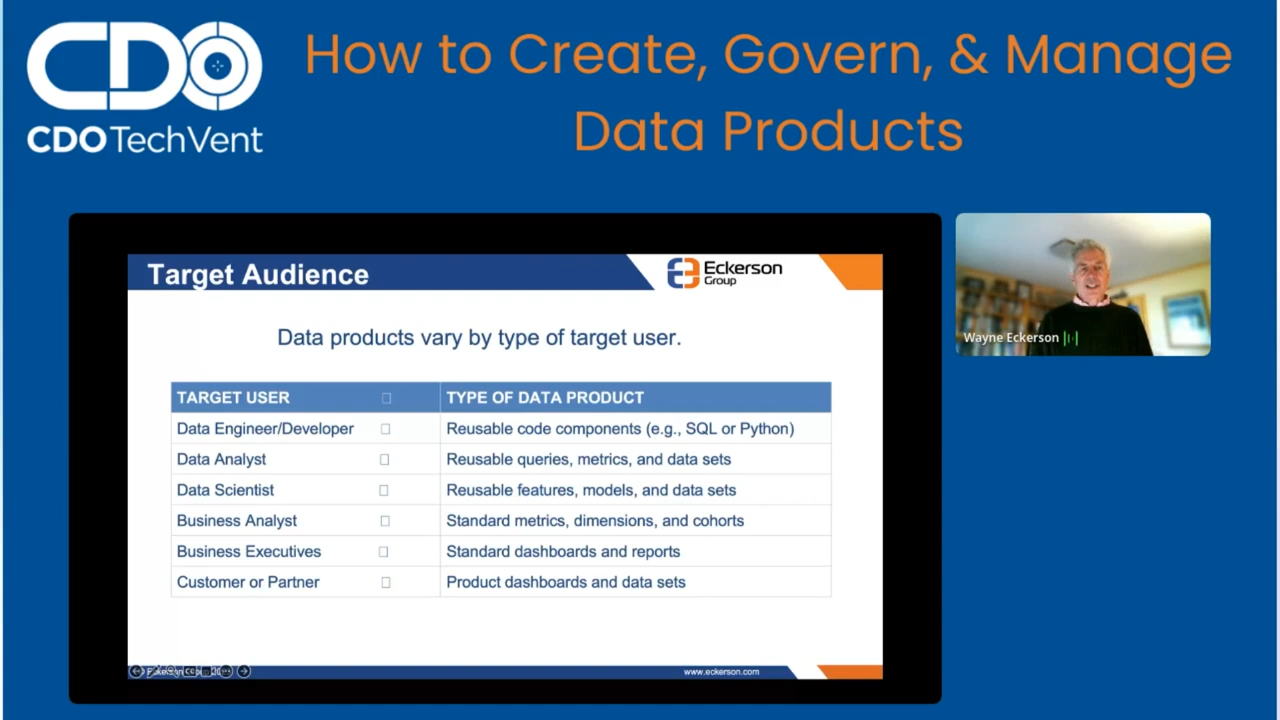 CDO
CDO TechVent
How to Create, Govern, & Manage
Data Products
Target Audience
Eckerson
Group
Data products vary by type of target user.
TARGET USER TYPE OF DATA PRODUCT
Data Engineer/Developer Reusable code components (e.g., SQL or Python)
Data Analyst Reusable queries, metrics, and data sets
Data Scientist Reusable features, models, and data sets
Business Analyst Standard metrics, dimensions, and cohorts
Business Executives Standard dashboards and reports
Customer or Partner Product dashboards and data sets
www.eckerson.com
Wayne Eckerson